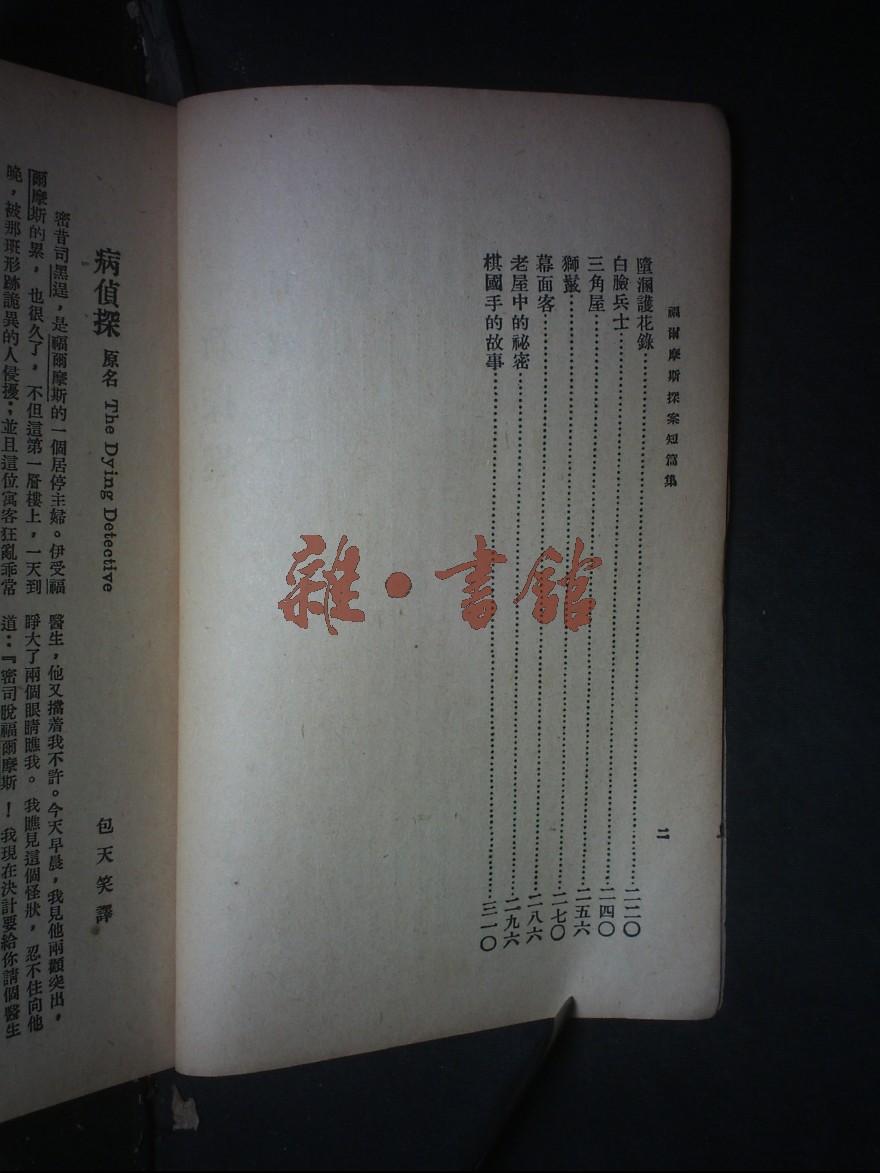 福爾摩斯探案短篇集
二
墮溷護花錄……二二〇
白臉兵士……二四〇
三角屋……二五六
獅鬣……二七〇
幕面客……二八六
老屋中的祕密……二九六
棋國手的故事……三一〇
雜·書館
病偵探 原名 The Dying Detective
包天笑譯
密昔司黑逞,是福爾摩斯的一個居停主婦。伊受福
爾摩斯的累,也很久了,不但這第一層樓上,一天到
晚,被那班形跡詭異的人侵擾;並且這位寓客狂亂乖常
醫生,他又擋着我不許。今天早晨,我見他兩顴突出,
睜大了兩個眼睛瞧我。我瞧見這個怪狀,忍不住向他
道:『密司脫福爾摩斯!我現在決計要給你請個醫生